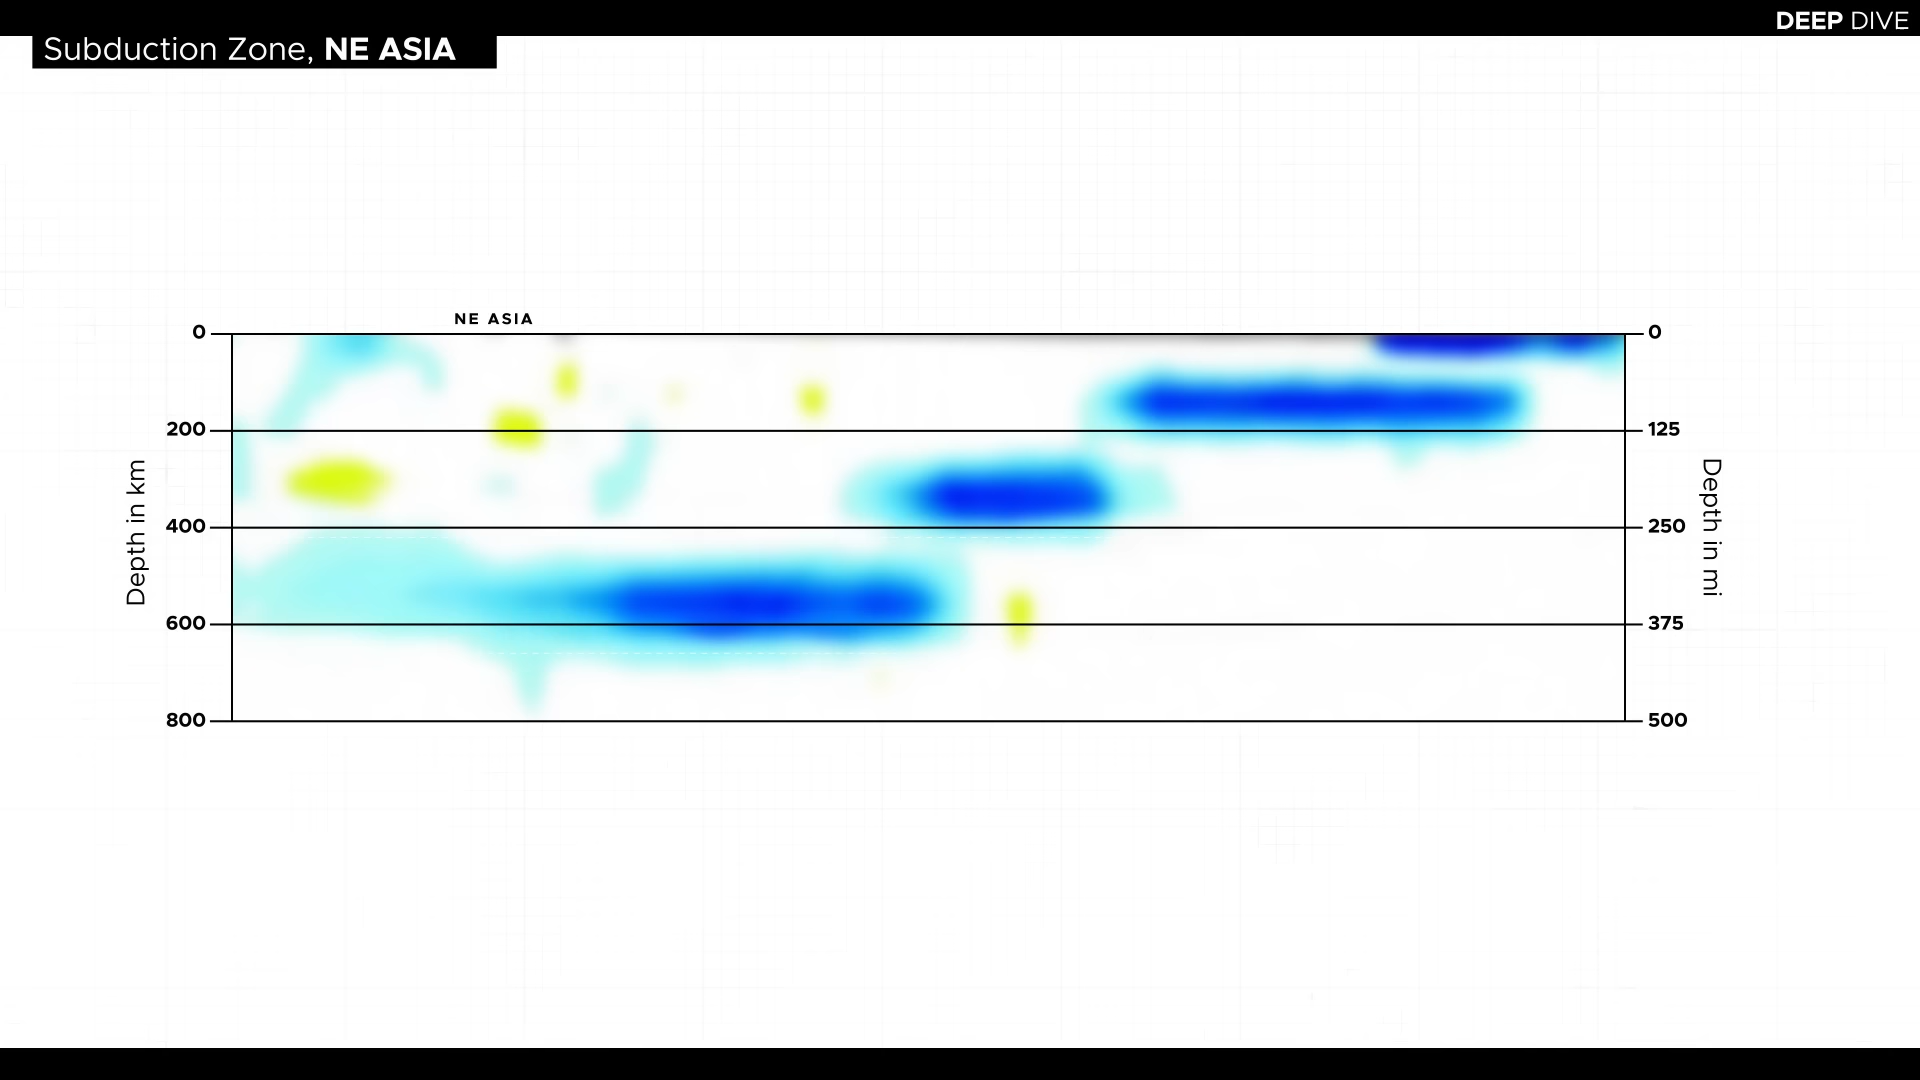 DEEP DIVE
Subduction Zone, NE ASIA
NE ASIA
0
0
200
125
400
250
600
375
800
500
Depth in km
Depth in mi